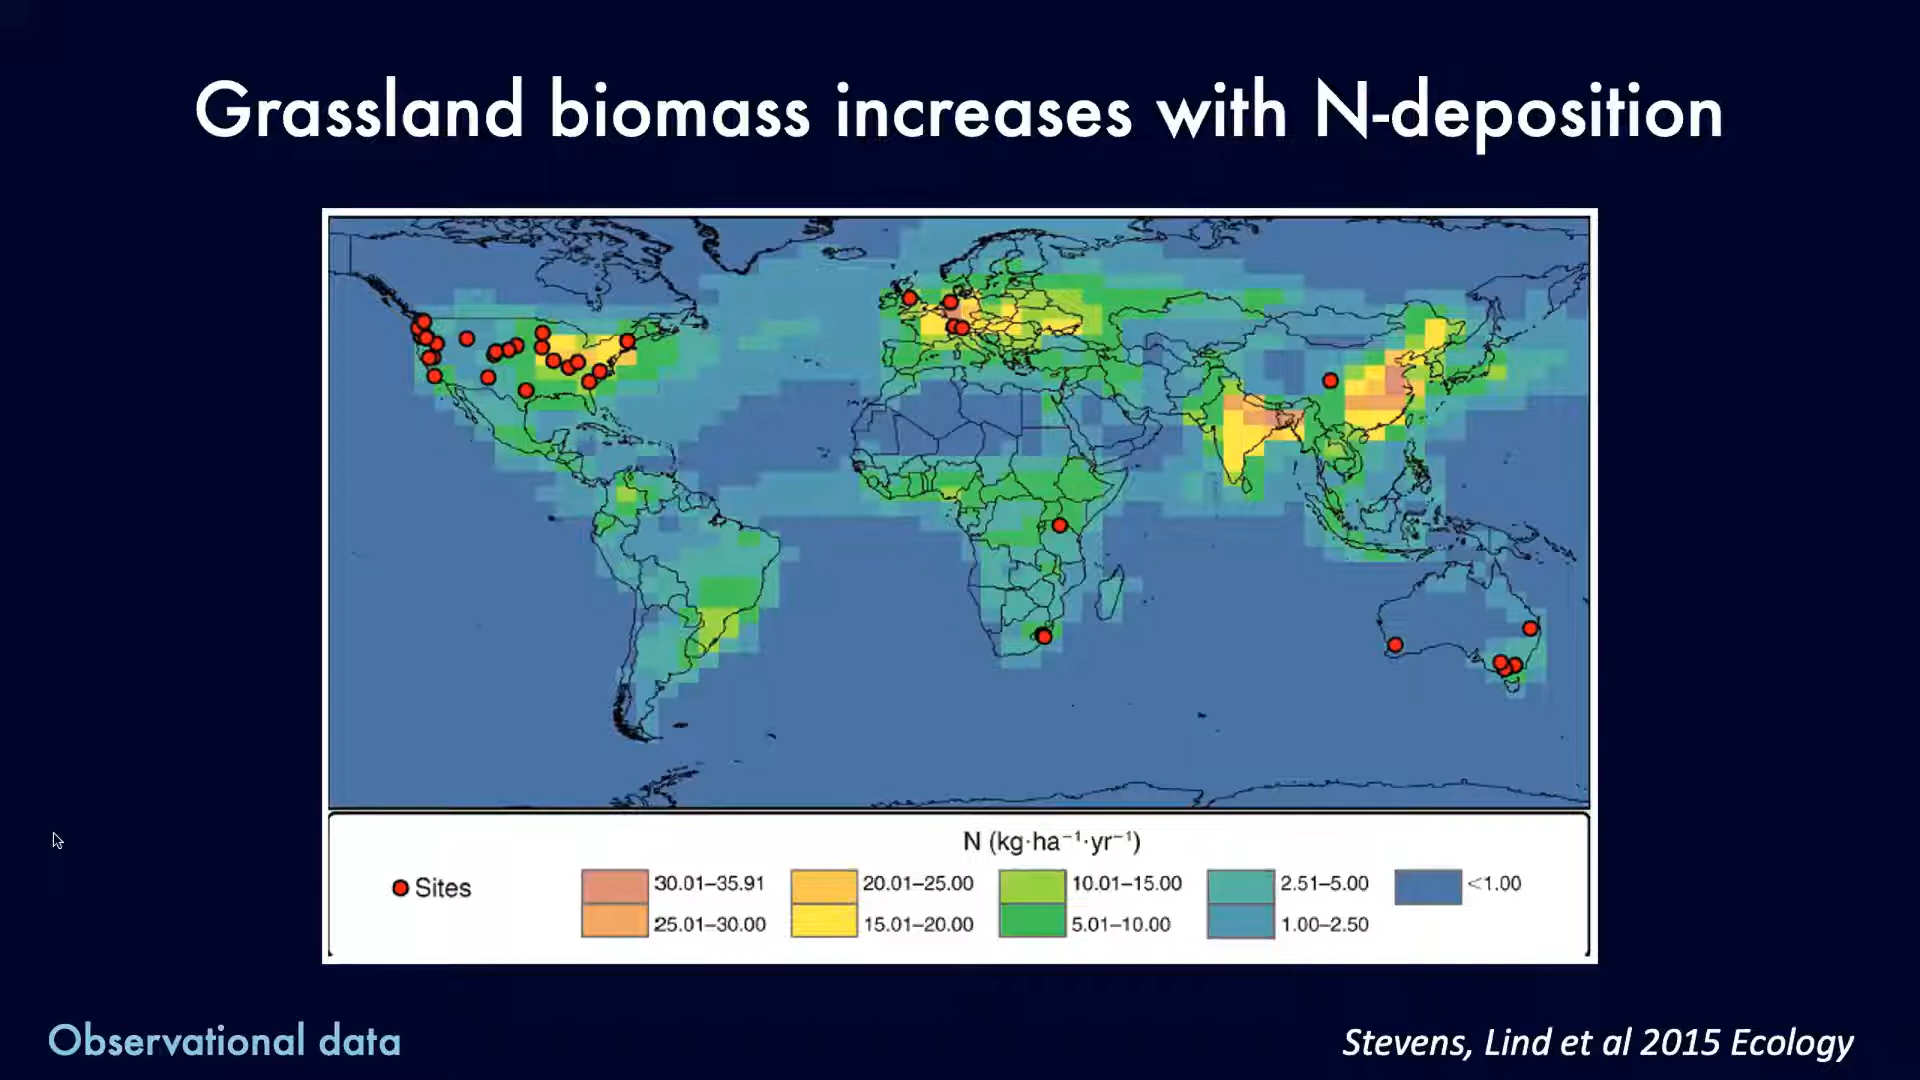 Grassland biomass increases with N-deposition
N (kg·ha⁻¹·yr⁻¹)
Sites
30.01–35.91
20.01–25.00
10.01–15.00
2.51–5.00
<1.00
25.01–30.00
15.01–20.00
5.01–10.00
1.00–2.50
Observational data
Stevens, Lind et al 2015 Ecology